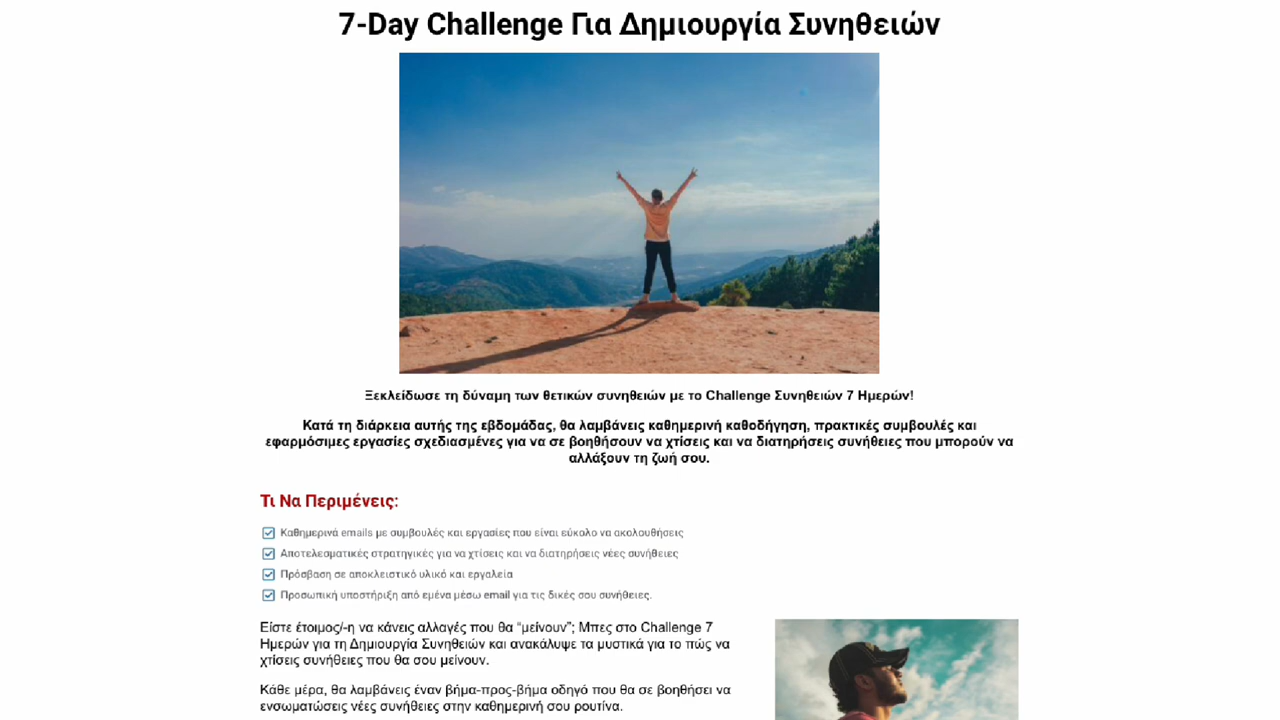 7-Day Challenge Για Δημιουργία Συνηθειών
Ξεκλείδωσε τη δύναμη των θετικών συνηθειών με το Challenge Συνηθειών 7 Ημερών!
Κατά τη διάρκεια αυτής της εβδομάδας, θα λαμβάνεις καθημερινή καθοδήγηση, πρακτικές συμβουλές και
εφαρμόσιμες εργασίες σχεδιασμένες για να σε βοηθήσουν να χτίσεις και να διατηρήσεις συνήθειες που μπορούν να
αλλάξουν τη ζωή σου.
Τι Να Περιμένεις:
Καθημερινά emails με συμβουλές και εργασίες που είναι εύκολο να ακολουθήσεις
Αποτελεσματικές στρατηγικές για να χτίσεις και να διατηρήσεις νέες συνήθειες
Πρόσβαση σε αποκλειστικό υλικό και εργαλεία
Προσωπική υποστήριξη από εμένα μέσω email για τις δικές σου συνήθειες.
Είστε έτοιμος/-η να κάνεις αλλαγές που θα “μείνουν”; Μπες στο Challenge 7
Ημερών για τη Δημιουργία Συνηθειών και ανακάλυψε τα μυστικά για το πώς να
χτίσεις συνήθειες που θα σου μείνουν.
Κάθε μέρα, θα λαμβάνεις έναν βήμα-προς-βήμα οδηγό που θα σε βοηθήσει να
ενσωματώσεις νέες συνήθειες στην καθημερινή σου ρουτίνα.